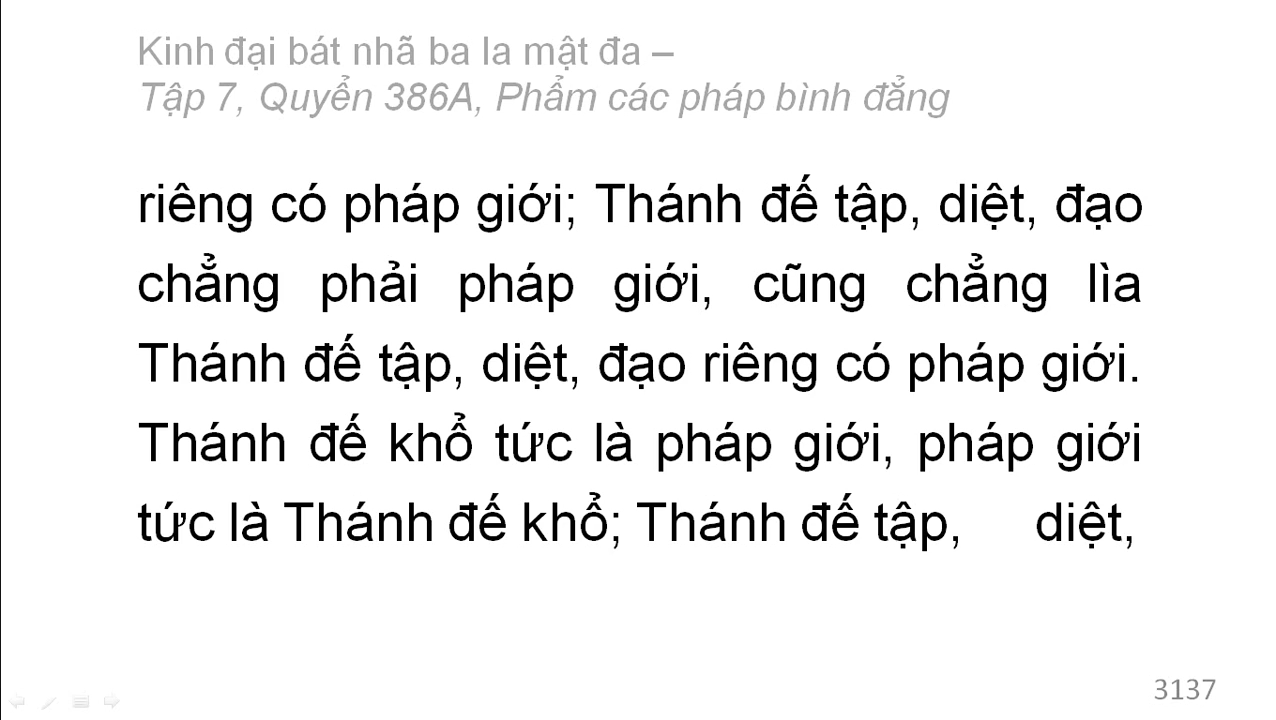 Kinh đại bát nhã ba la mật đa –
Tập 7, Quyển 386A, Phẩm các pháp bình đẳng
riêng có pháp giới; Thánh đế tập, diệt, đạo
chẳng phải pháp giới, cũng chẳng lìa
Thánh đế tập, diệt, đạo riêng có pháp giới.
Thánh đế khổ tức là pháp giới, pháp giới
tức là Thánh đế khổ; Thánh đế tập, diệt,
3137